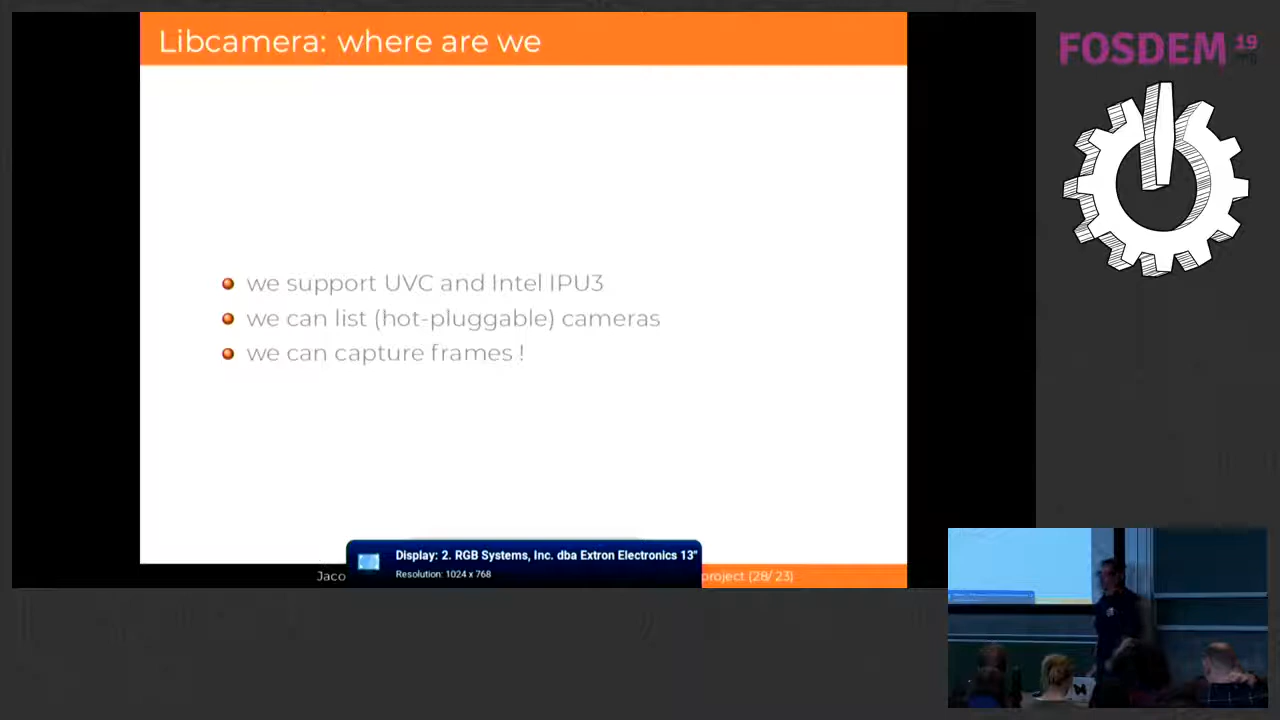 Libcamera: where are we
FOSDEM 19
we support UVC and Intel IPU3
we can list (hot-pluggable) cameras
we can capture frames !
Display: 2. RGB Systems, Inc. dba Extron Electronics 13"
Resolution: 1024 x 768
Jaco
project (28/ 23)